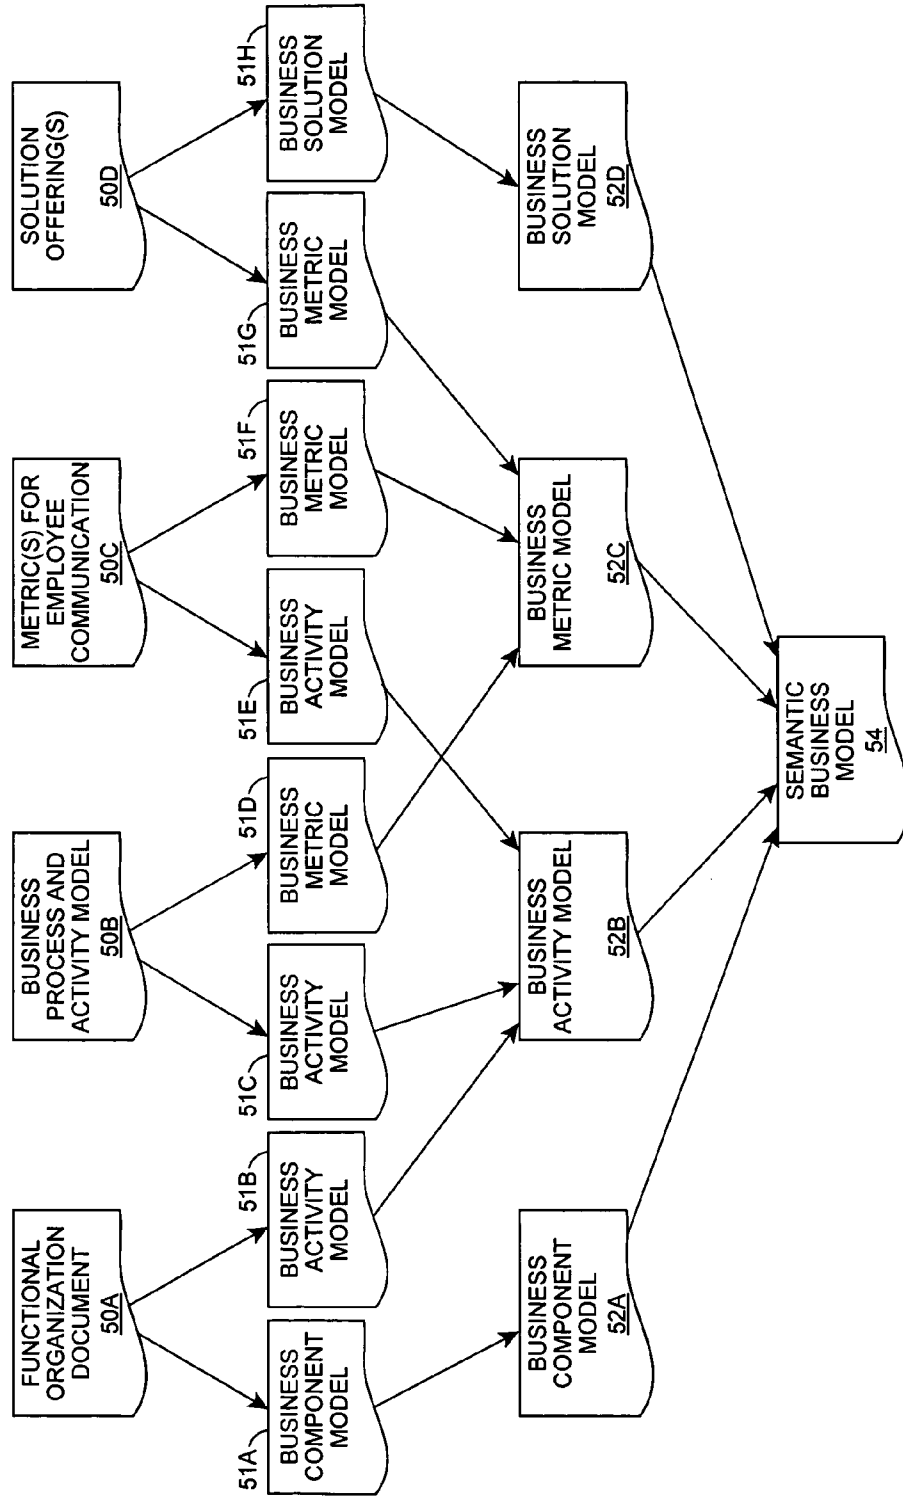 FUNCTIONAL
ORGANIZATION
DOCUMENT
50A
BUSINESS
PROCESS AND
ACTIVITY MODEL
50B
METRIC(S) FOR
EMPLOYEE
COMMUNICATION
50C
SOLUTION
OFFERING(S)
50D
51A
BUSINESS
COMPONENT
MODEL
51B
BUSINESS
ACTIVITY
MODEL
51C
BUSINESS
ACTIVITY
MODEL
51D
BUSINESS
METRIC
MODEL
51E
BUSINESS
ACTIVITY
MODEL
51F
BUSINESS
METRIC
MODEL
51G
BUSINESS
METRIC
MODEL
51H
BUSINESS
SOLUTION
MODEL
BUSINESS
COMPONENT
MODEL
52A
BUSINESS
ACTIVITY MODEL
52B
BUSINESS
METRIC MODEL
52C
BUSINESS
SOLUTION
MODEL
52D
SEMANTIC
BUSINESS
MODEL
54